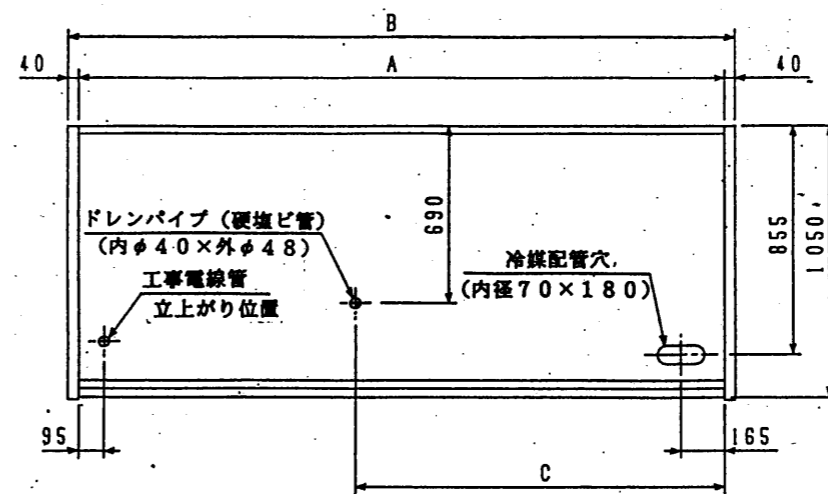 B
40
A
40
690
855
1050
ドレンパイプ（硬塩ビ管）
（内φ40×外φ48）
冷媒配管穴
（内径70×180）
工事電線管
立上がり位置
95
165
C